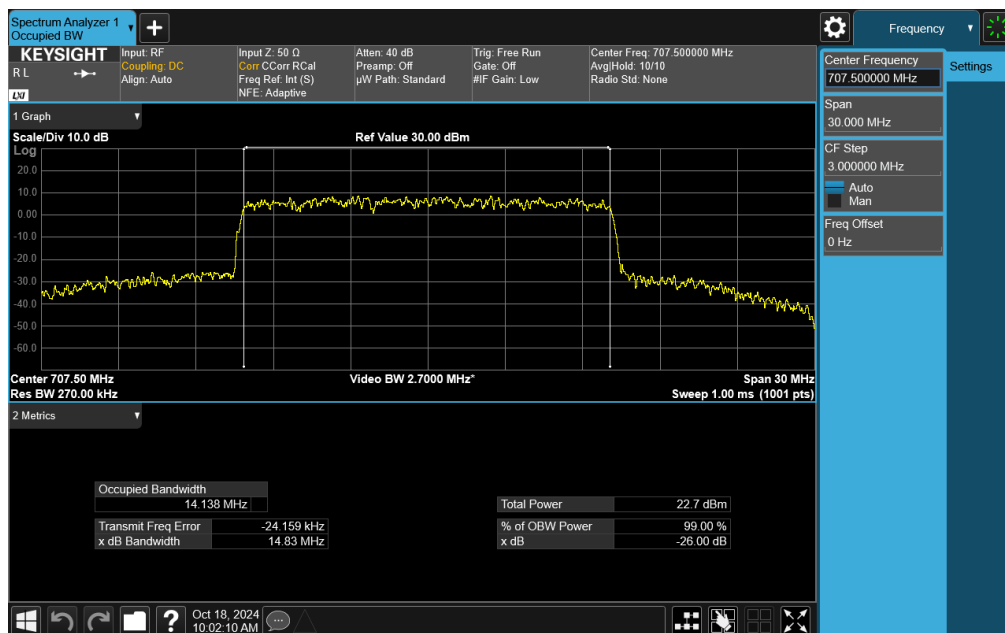 Spectrum Analyzer 1
Occupied BW
Frequency
Settings
KEYSIGHT
R L
LXI
Input: RF
Coupling: DC
Align: Auto
Input Z: 50 Ω
Corr CCorr RCal
Freq Ref: Int (S)
NFE: Adaptive
Atten: 40 dB
Preamp: Off
µW Path: Standard
Trig: Free Run
Gate: Off
#IF Gain: Low
Center Freq: 707.500000 MHz
Avg|Hold: 10/10
Radio Std: None
Center Frequency
707.500000 MHz
Span
30.000 MHz
CF Step
3.000000 MHz
Auto
Man
Freq Offset
0 Hz
1 Graph
Scale/Div 10.0 dB
Ref Value 30.00 dBm
Log
20.0
10.0
0.00
-10.0
-20.0
-30.0
-40.0
-50.0
-60.0
Center 707.50 MHz
Video BW 2.7000 MHz*
Span 30 MHz
Res BW 270.00 kHz
Sweep 1.00 ms (1001 pts)
2 Metrics
Occupied Bandwidth
14.138 MHz
Total Power 22.7 dBm
Transmit Freq Error -24.159 kHz
% of OBW Power 99.00 %
x dB Bandwidth 14.83 MHz
x dB -26.00 dB
?
Oct 18, 2024
10:02:10 AM